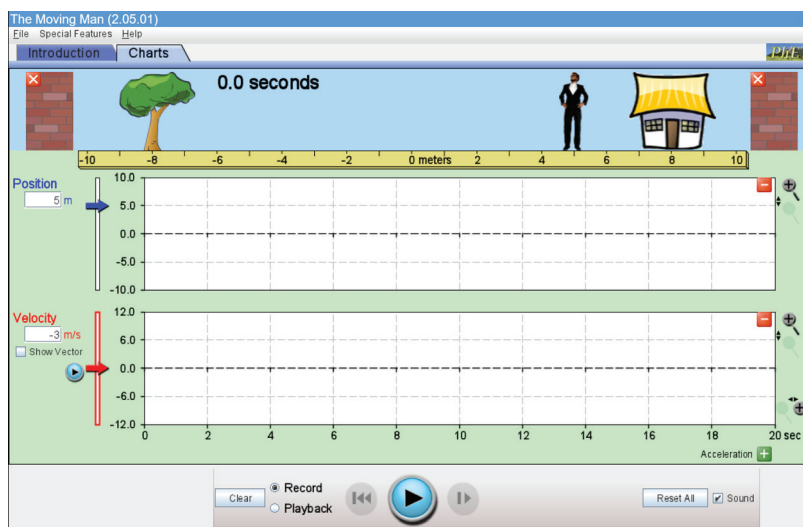 The Moving Man (2.05.01)
File Special Features Help
Introduction Charts
PhET
0.0 seconds
-10 -8 -6 -4 -2 0 meters 2 4 6 8 10
Position
5 m
10.0
5.0
0.0
-5.0
-10.0
Velocity
-3 m/s
Show Vector
12.0
6.0
0.0
-6.0
-12.0
0 2 4 6 8 10 12 14 16 18 20 sec
Acceleration
Clear
Record
Playback
Reset All
Sound